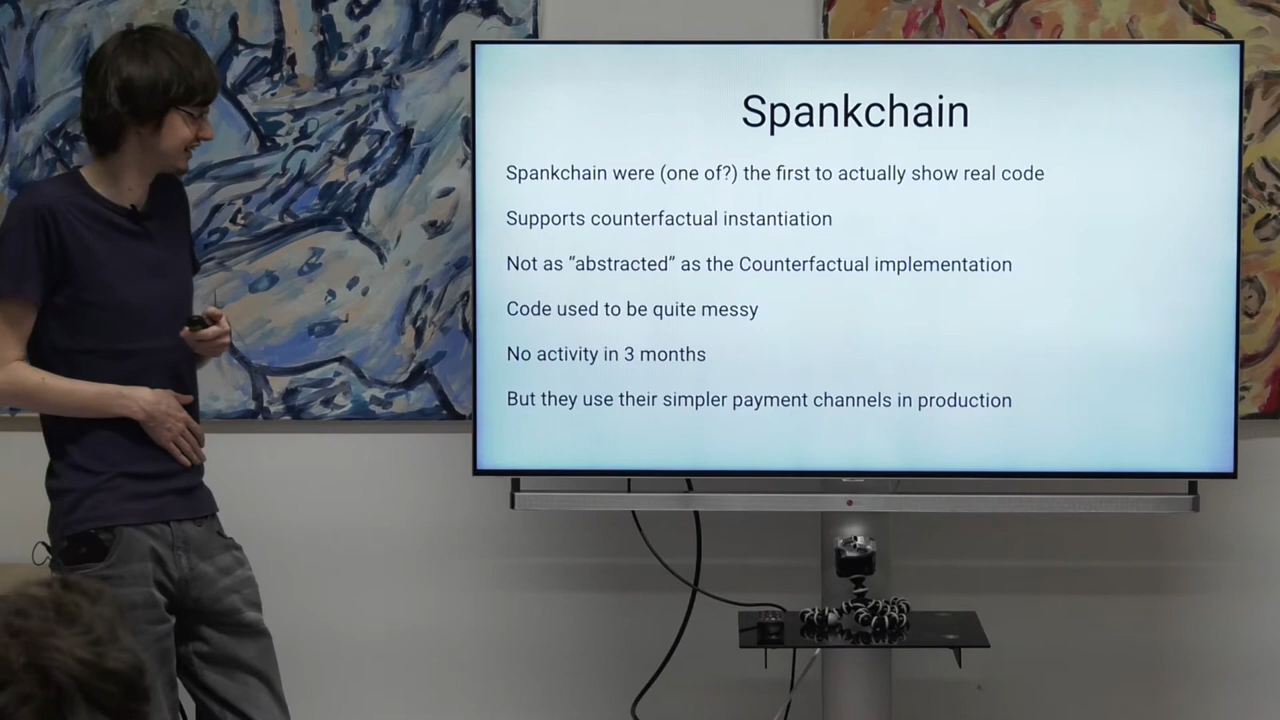 Spankchain
Spankchain were (one of?) the first to actually show real code
Supports counterfactual instantiation
Not as “abstracted” as the Counterfactual implementation
Code used to be quite messy
No activity in 3 months
But they use their simpler payment channels in production